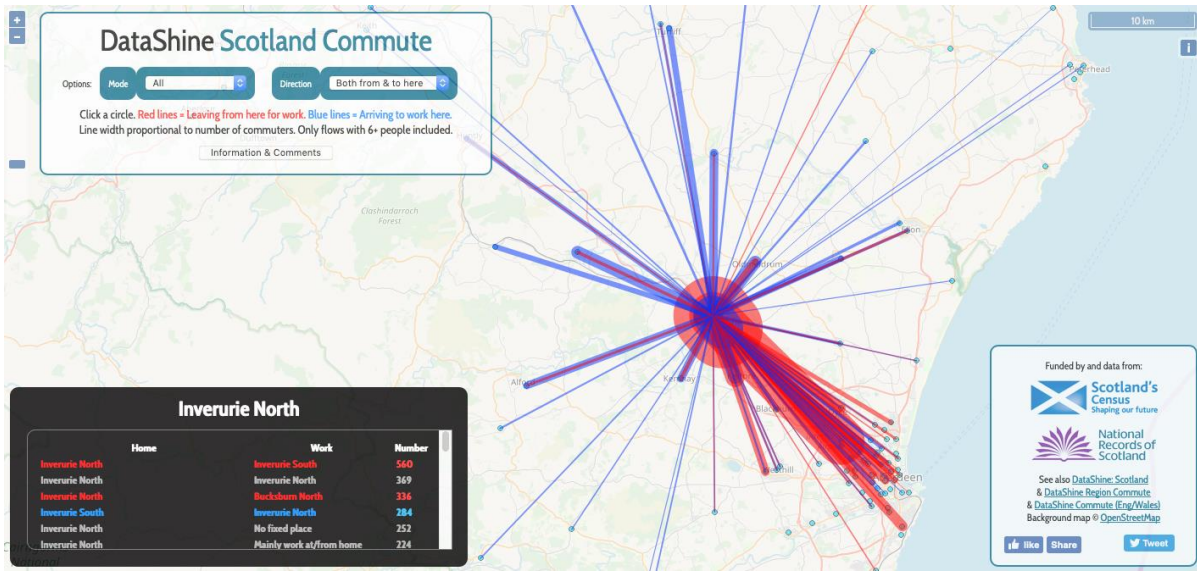 +
−
DataShine Scotland Commute
Options: Mode All Direction Both from & to here
Click a circle. Red lines = Leaving from here for work. Blue lines = Arriving to work here.
Line width proportional to number of commuters. Only flows with 6+ people included.
Information & Comments
10 km
i
Peterhead
Clashindarroch
Forest
Ellon
Alford
Westhill
Aberdeen
Inverurie North
Home Work Number
Inverurie North Inverurie South 560
Inverurie North Inverurie North 369
Inverurie North Bucksburn North 336
Inverurie South Inverurie North 284
Inverurie North No fixed place 252
Inverurie North Mainly work at/from home 224
Funded by and data from:
Scotland's
Census
Shaping our future
National
Records of
Scotland
See also DataShine: Scotland
& DataShine Region Commute
& DataShine Commute (Eng/Wales)
Background map © OpenStreetMap
like Share Tweet